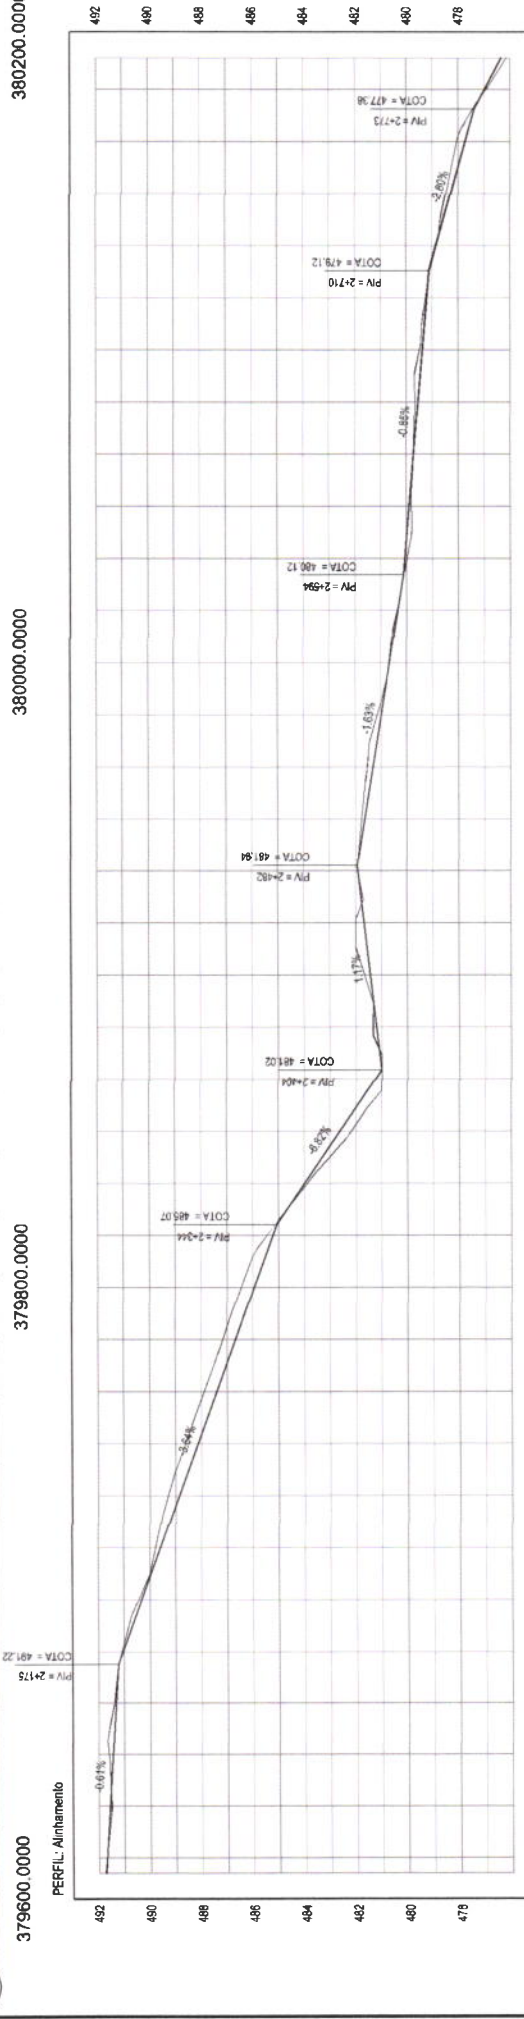 379600.0000
379800.0000
380000.0000
380200.0000
PERFIL: Alinhamento
492
490
488
486
484
482
480
478
-0.61%
PIV = 2+175
COTA = 491.22
-3.64%
PIV = 2+344
COTA = 485.07
-6.82%
PIV = 2+404
COTA = 481.02
1.17%
PIV = 2+482
COTA = 481.94
-1.63%
PIV = 2+594
COTA = 480.12
-0.86%
PIV = 2+710
COTA = 479.12
-2.80%
PIV = 2+773
COTA = 477.38
492
490
488
486
484
482
480
478